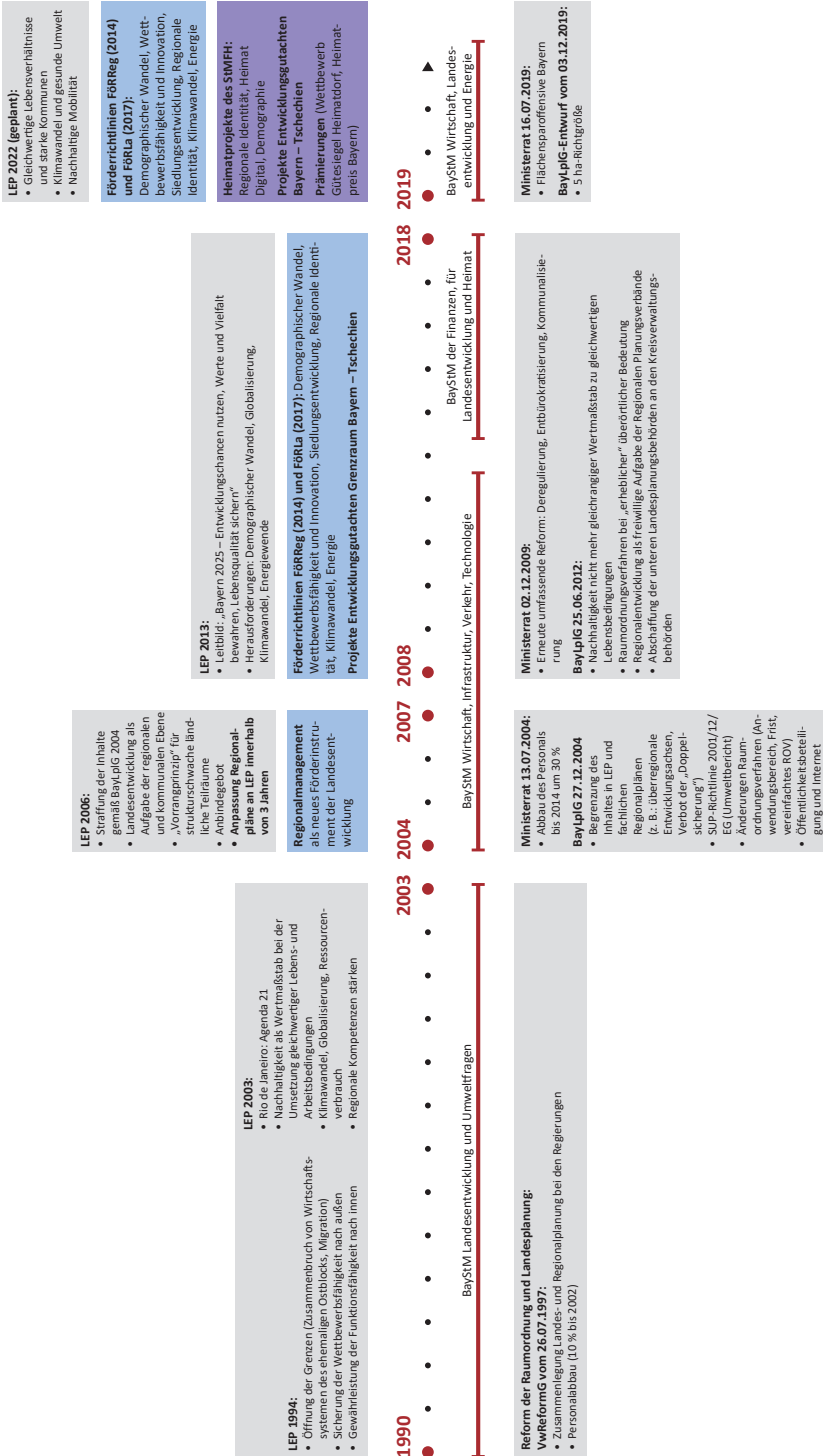 LEP 1994:
• Öffnung der Grenzen (Zusammenbruch von Wirtschafts-
systemen des ehemaligen Ostblocks, Migration)
• Sicherung der Wettbewerbsfähigkeit nach außen
• Gewährleistung der Funktionsfähigkeit nach innen
LEP 2003:
• Rio de Janeiro: Agenda 21
• Nachhaltigkeit als Wertmaßstab bei der
Umsetzung gleichwertiger Lebens- und
Arbeitsbedingungen
• Klimawandel, Globalisierung, Ressourcen-
verbrauch
• Regionale Kompetenzen stärken
LEP 2006:
• Straffung der Inhalte
gemäß BayLplG 2004
• Landesentwicklung als
Aufgabe der regionalen
und kommunalen Ebene
• „Vorrangprinzip“ für
strukturschwache länd-
liche Teilräume
• Anbindegebot
• Anpassung Regional-
pläne an LEP innerhalb
von 3 Jahren
Regionalmanagement
als neues Förderinstru-
ment der Landesent-
wicklung
LEP 2013:
• Leitbild: „Bayern 2025 – Entwicklungschancen nutzen, Werte und Vielfalt
bewahren, Lebensqualität sichern“
• Herausforderungen: Demographischer Wandel, Globalisierung,
Klimawandel, Energiewende
Förderrichtlinien FöRReg (2014) und FöRLa (2017): Demographischer Wandel,
Wettbewerbsfähigkeit und Innovation, Siedlungsentwicklung, Regionale Identi-
tät, Klimawandel, Energie
Projekte Entwicklungsgutachten Grenzraum Bayern – Tschechien
LEP 2022 (geplant):
• Gleichwertige Lebensverhältnisse
und starke Kommunen
• Klimawandel und gesunde Umwelt
• Nachhaltige Mobilität
Förderrichtlinien FöRReg (2014)
und FöRLa (2017):
Demographischer Wandel, Wett-
bewerbsfähigkeit und Innovation,
Siedlungsentwicklung, Regionale
Identität, Klimawandel, Energie
Heimatprojekte des StMFH:
Regionale Identität, Heimat
Digital, Demographie
Projekte Entwicklungsgutachten
Bayern – Tschechien
Prämierungen (Wettbewerb
Gütesiegel Heimatdorf, Heimat-
preis Bayern)
1990
2003
2004
2007
2008
2018
2019
BayStM Landesentwicklung und Umweltfragen
BayStM Wirtschaft, Infrastruktur, Verkehr, Technologie
BayStM der Finanzen, für
Landesentwicklung und Heimat
BayStM Wirtschaft, Landes-
entwicklung und Energie
Reform der Raumordnung und Landesplanung:
VwReformG vom 26.07.1997:
• Zusammenlegung Landes- und Regionalplanung bei den Regierungen
• Personalabbau (10 % bis 2002)
Ministerrat 13.07.2004:
• Abbau des Personals
bis 2014 um 30 %
BayLplG 27.12.2004
• Begrenzung des
Inhaltes in LEP und
fachlichen
Regionalplänen
(z. B.: überregionale
Entwicklungsachsen,
Verbot der „Doppel-
sicherung“)
• SUP-Richtlinie 2001/12/
EG (Umweltbericht)
• Änderungen Raum-
ordnungsverfahren (An-
wendungsbereich, Frist,
vereinfachtes ROV)
• Öffentlichkeitsbeteili-
gung und Internet
Ministerrat 02.12.2009:
• Erneute umfassende Reform: Deregulierung, Entbürokratisierung, Kommunalisie-
rung
BayLplG 25.06.2012:
• Nachhaltigkeit nicht mehr gleichrangiger Wertmaßstab zu gleichwertigen
Lebensbedingungen
• Raumordnungsverfahren bei „erheblicher“ überörtlicher Bedeutung
• Regionalentwicklung als freiwillige Aufgabe der Regionalen Planungsverbände
• Abschaffung der unteren Landesplanungsbehörden an den Kreisverwaltungs-
behörden
Ministerrat 16.07.2019:
• Flächensparoffensive Bayern
BayLplG-Entwurf vom 03.12.2019:
• 5 ha-Richtgröße